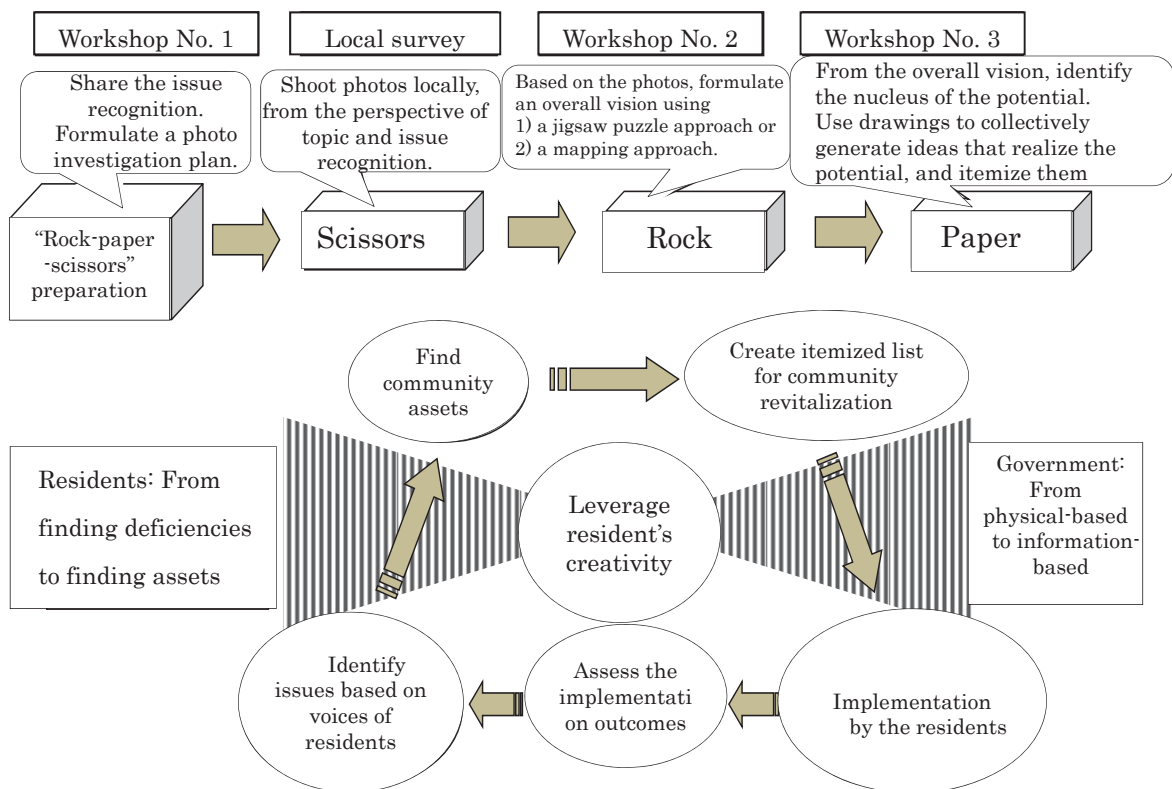 Workshop No. 1
Local survey
Workshop No. 2
Workshop No. 3
Share the issue
recognition.
Formulate a photo
investigation plan.
Shoot photos locally,
from the perspective of
topic and issue
recognition.
Based on the photos, formulate
an overall vision using
1) a jigsaw puzzle approach or
2) a mapping approach.
From the overall vision, identify
the nucleus of the potential.
Use drawings to collectively
generate ideas that realize the
potential, and itemize them
“Rock-paper
-scissors”
preparation
Scissors
Rock
Paper
Find
community
assets
Create itemized list
for community
revitalization
Residents: From
finding deficiencies
to finding assets
Leverage
resident’s
creativity
Government:
From
physical-based
to information-
based
Identify
issues based on
voices of
residents
Assess the
implementati
on outcomes
Implementation
by the residents